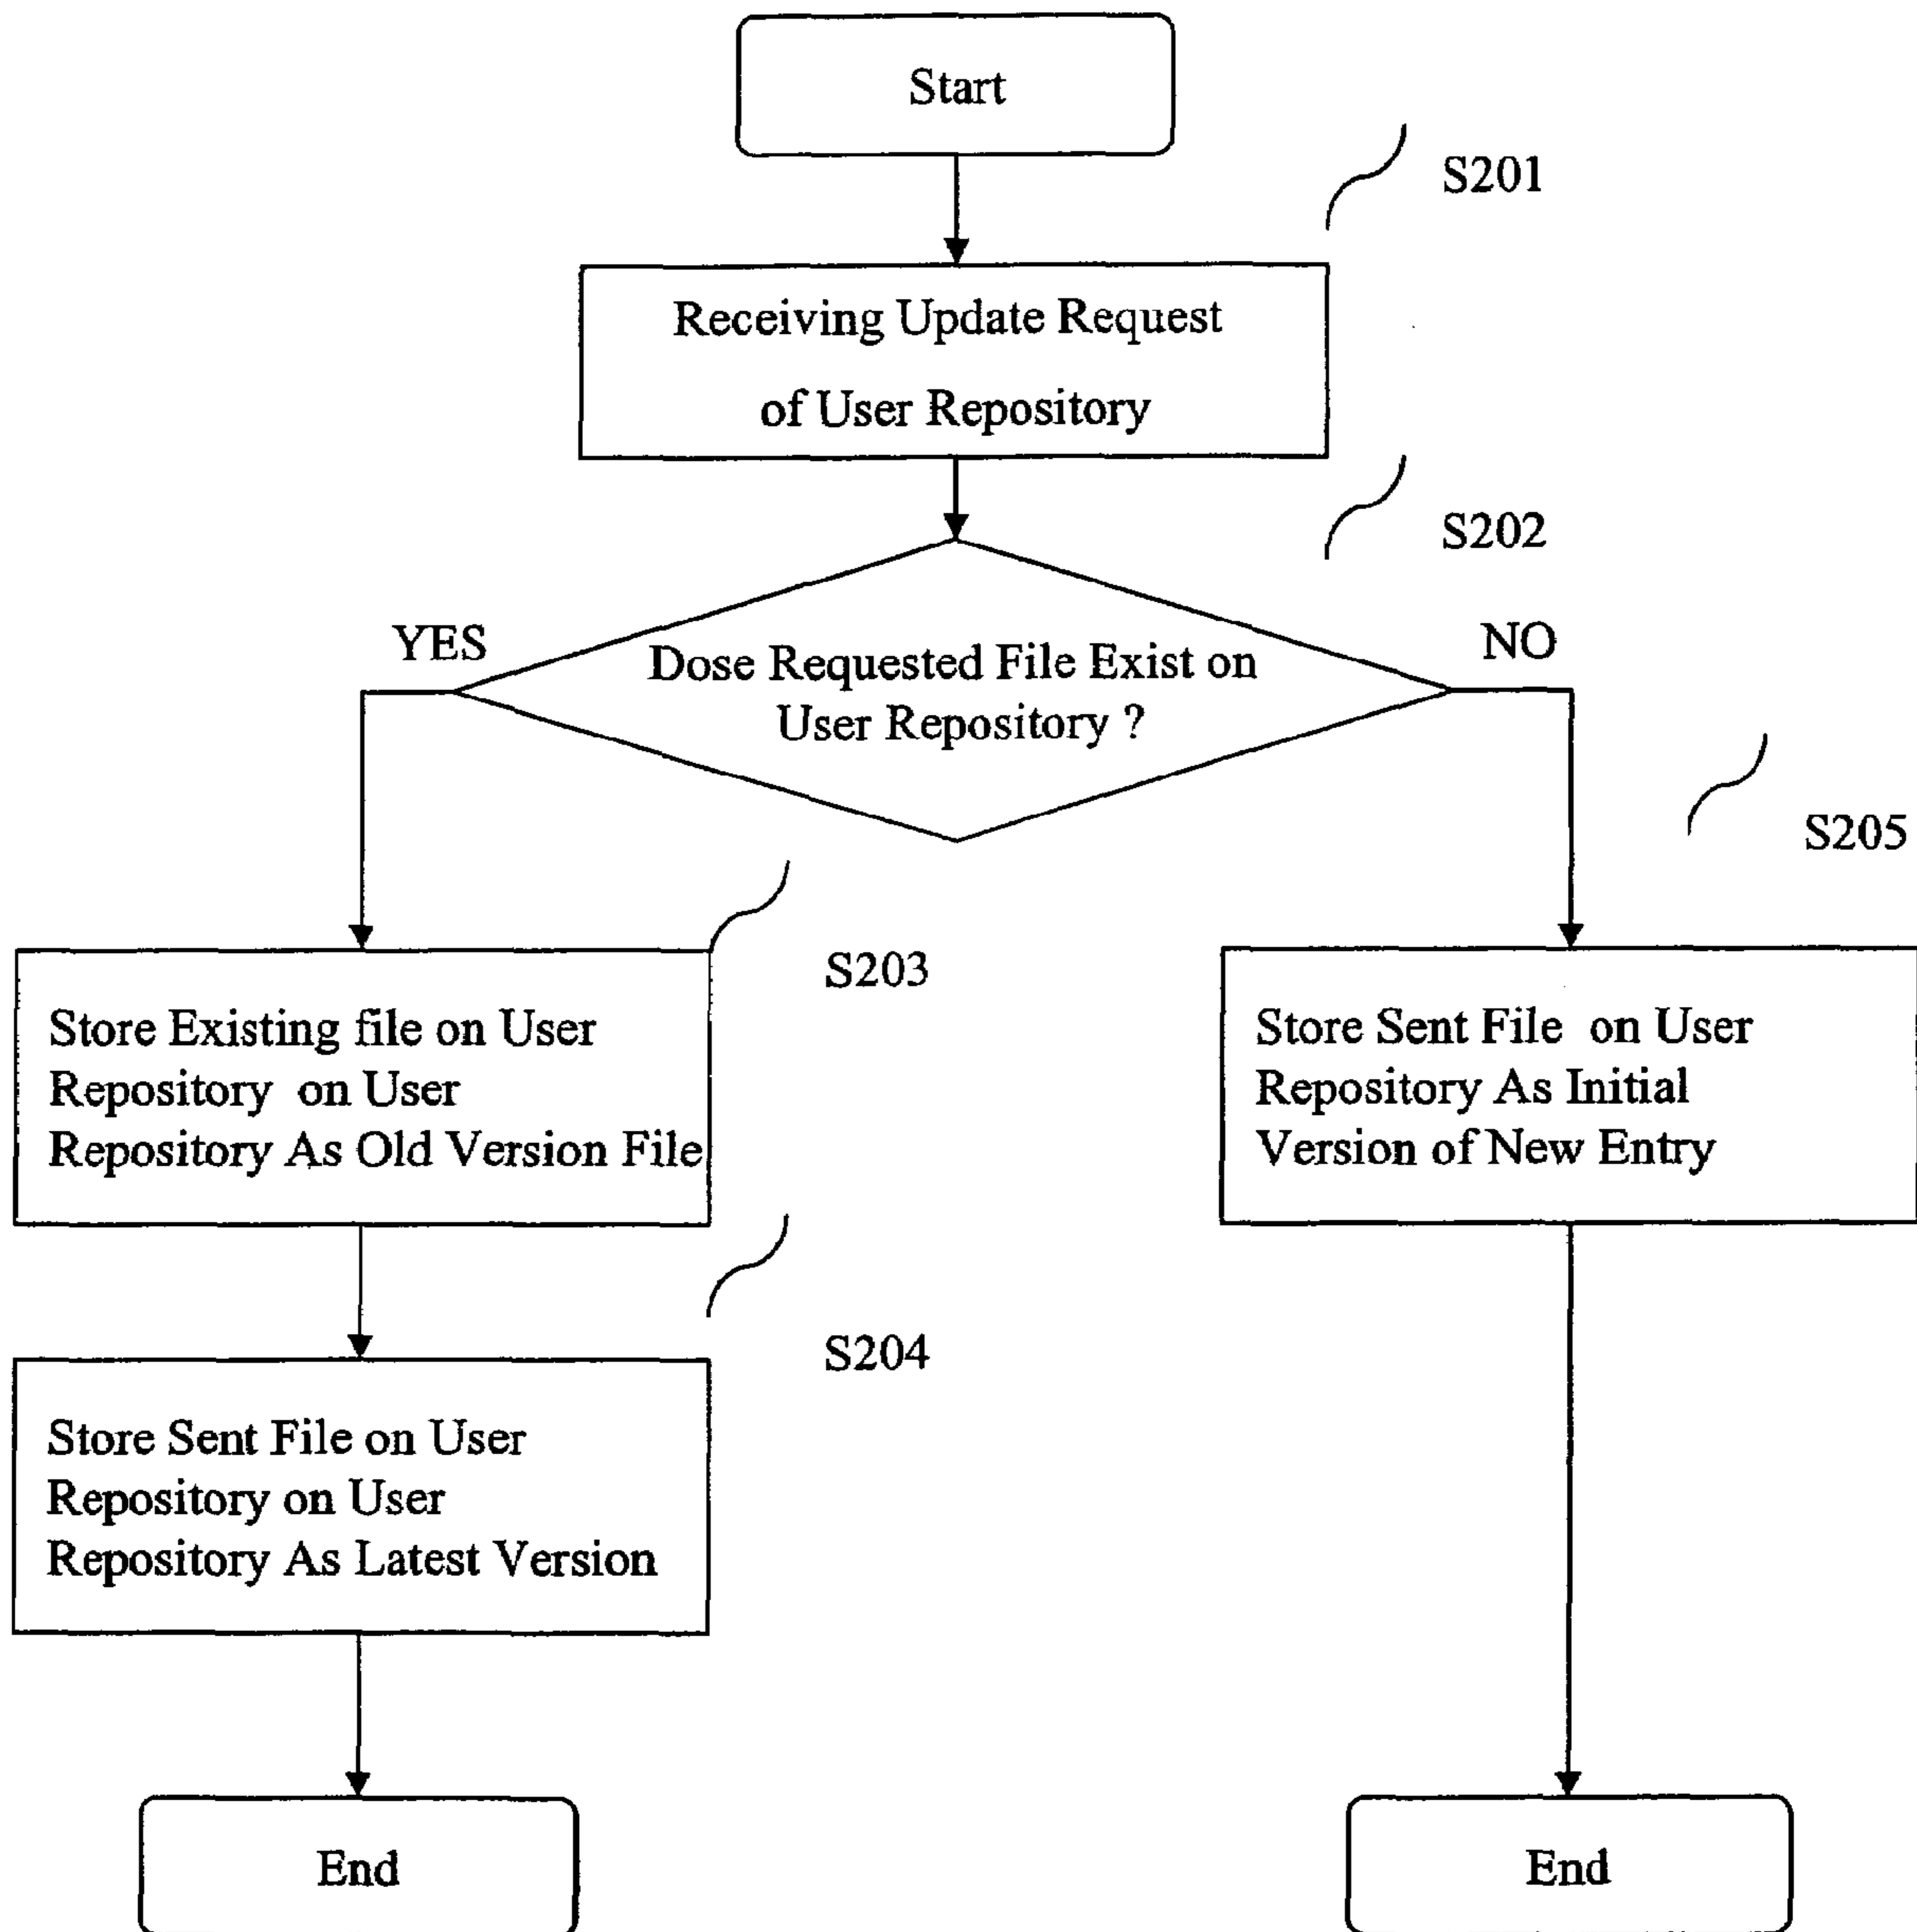 Start
S201
Receiving Update Request
of User Repository
S202
YES
NO
Dose Requested File Exist on
User Repository ?
S205
S203
Store Existing file on User
Repository on User
Repository As Old Version File
Store Sent File on User
Repository As Initial
Version of New Entry
S204
Store Sent File on User
Repository on User
Repository As Latest Version
End
End